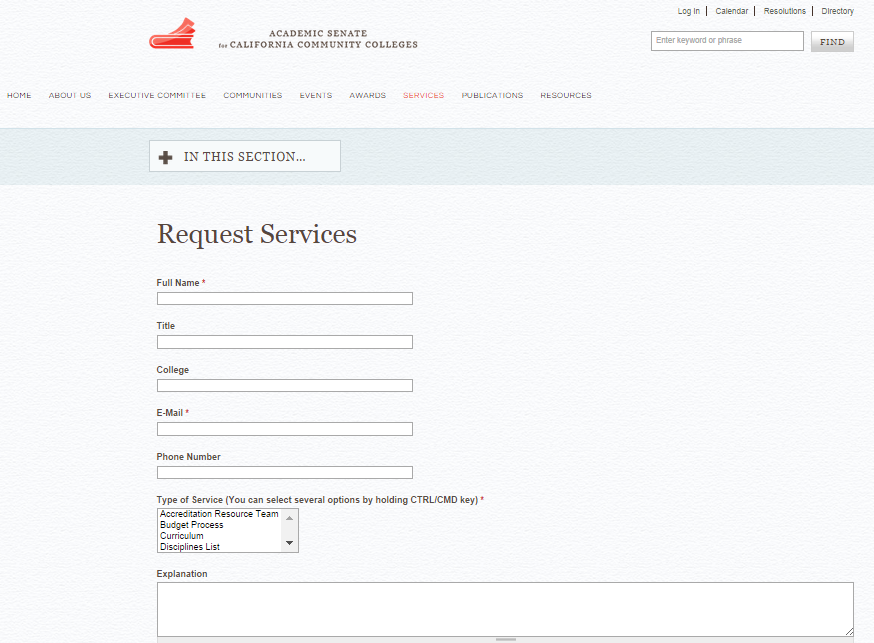 Log in
Calendar
Resolutions
Directory
ACADEMIC SENATE
for CALIFORNIA COMMUNITY COLLEGES
Enter keyword or phrase
FIND
HOME
ABOUT US
EXECUTIVE COMMITTEE
COMMUNITIES
EVENTS
AWARDS
SERVICES
PUBLICATIONS
RESOURCES
IN THIS SECTION...
Request Services
Full Name *
Title
College
E-Mail *
Phone Number
Type of Service (You can select several options by holding CTRL/CMD key) *
Accreditation Resource Team
Budget Process
Curriculum
Disciplines List
Explanation